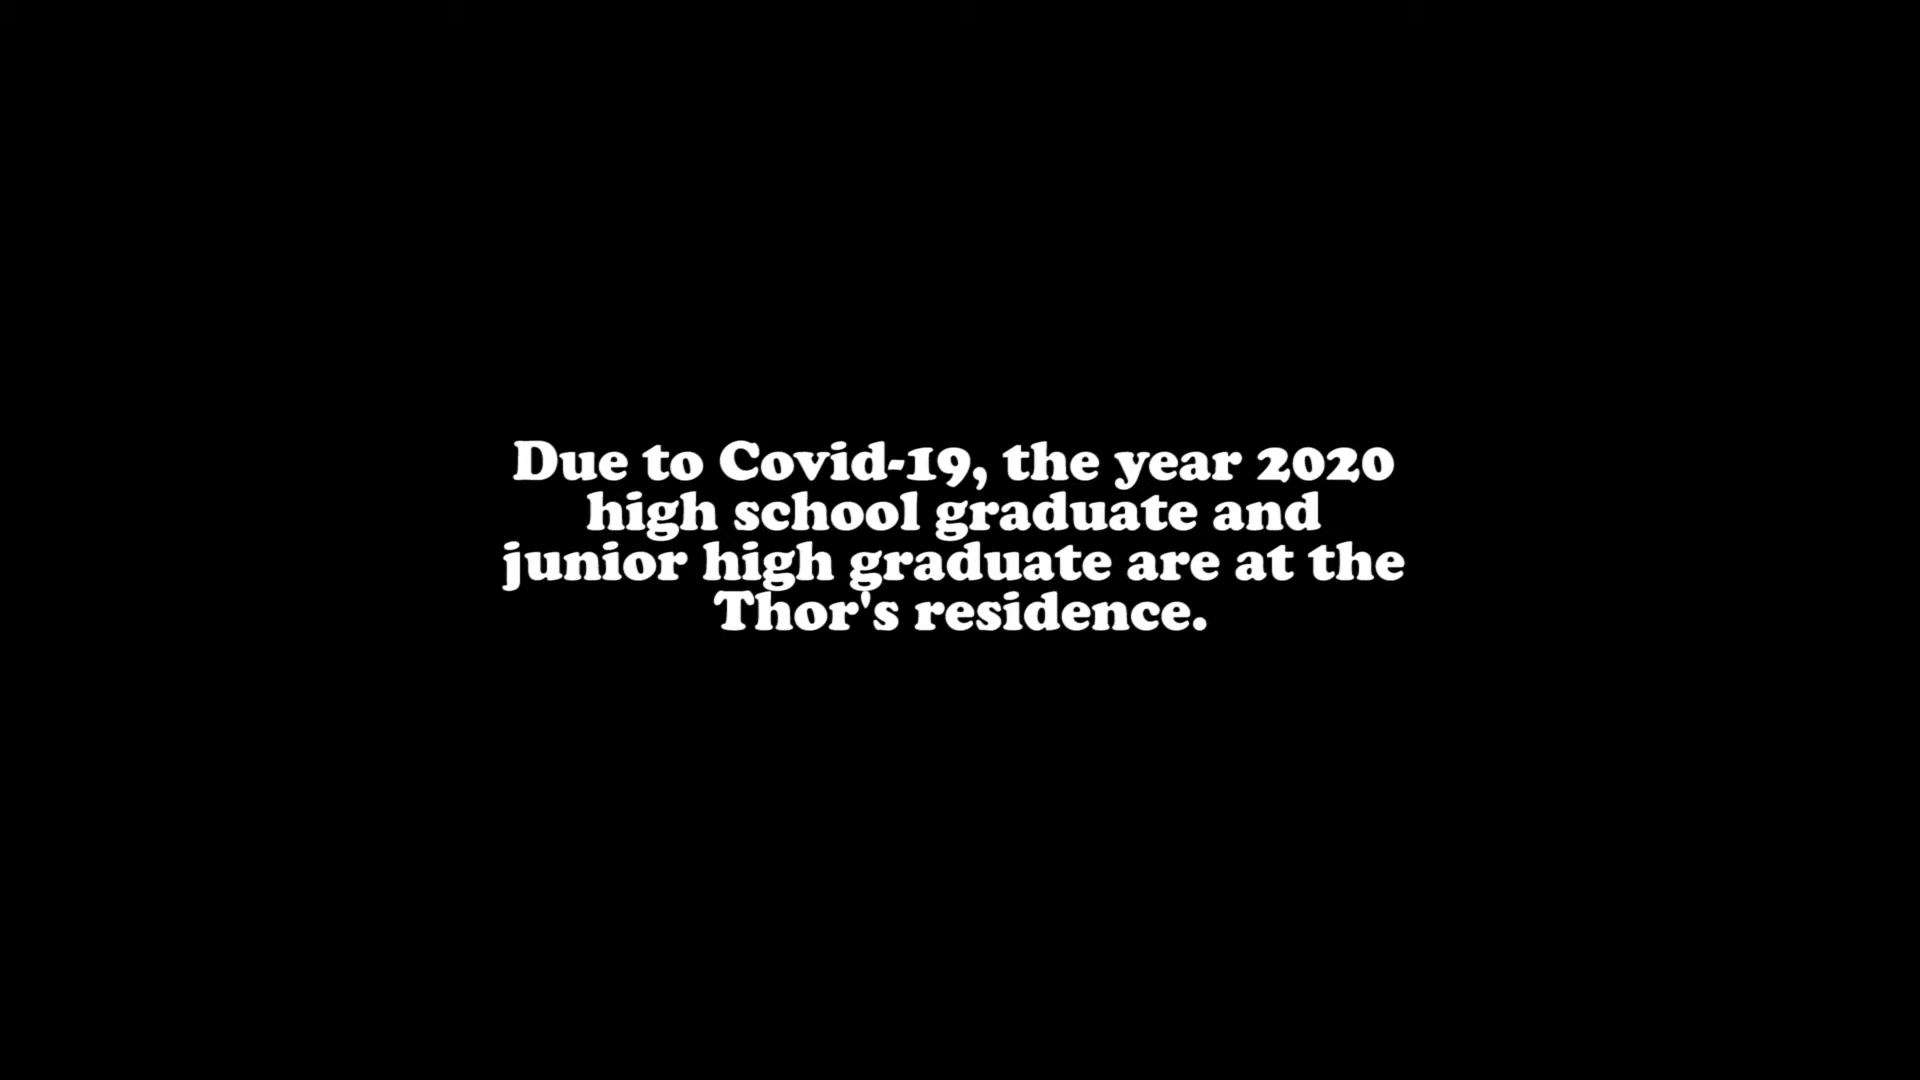 Due to Covid-19, the year 2020
high school graduate and
junior high graduate are at the
Thor's residence.